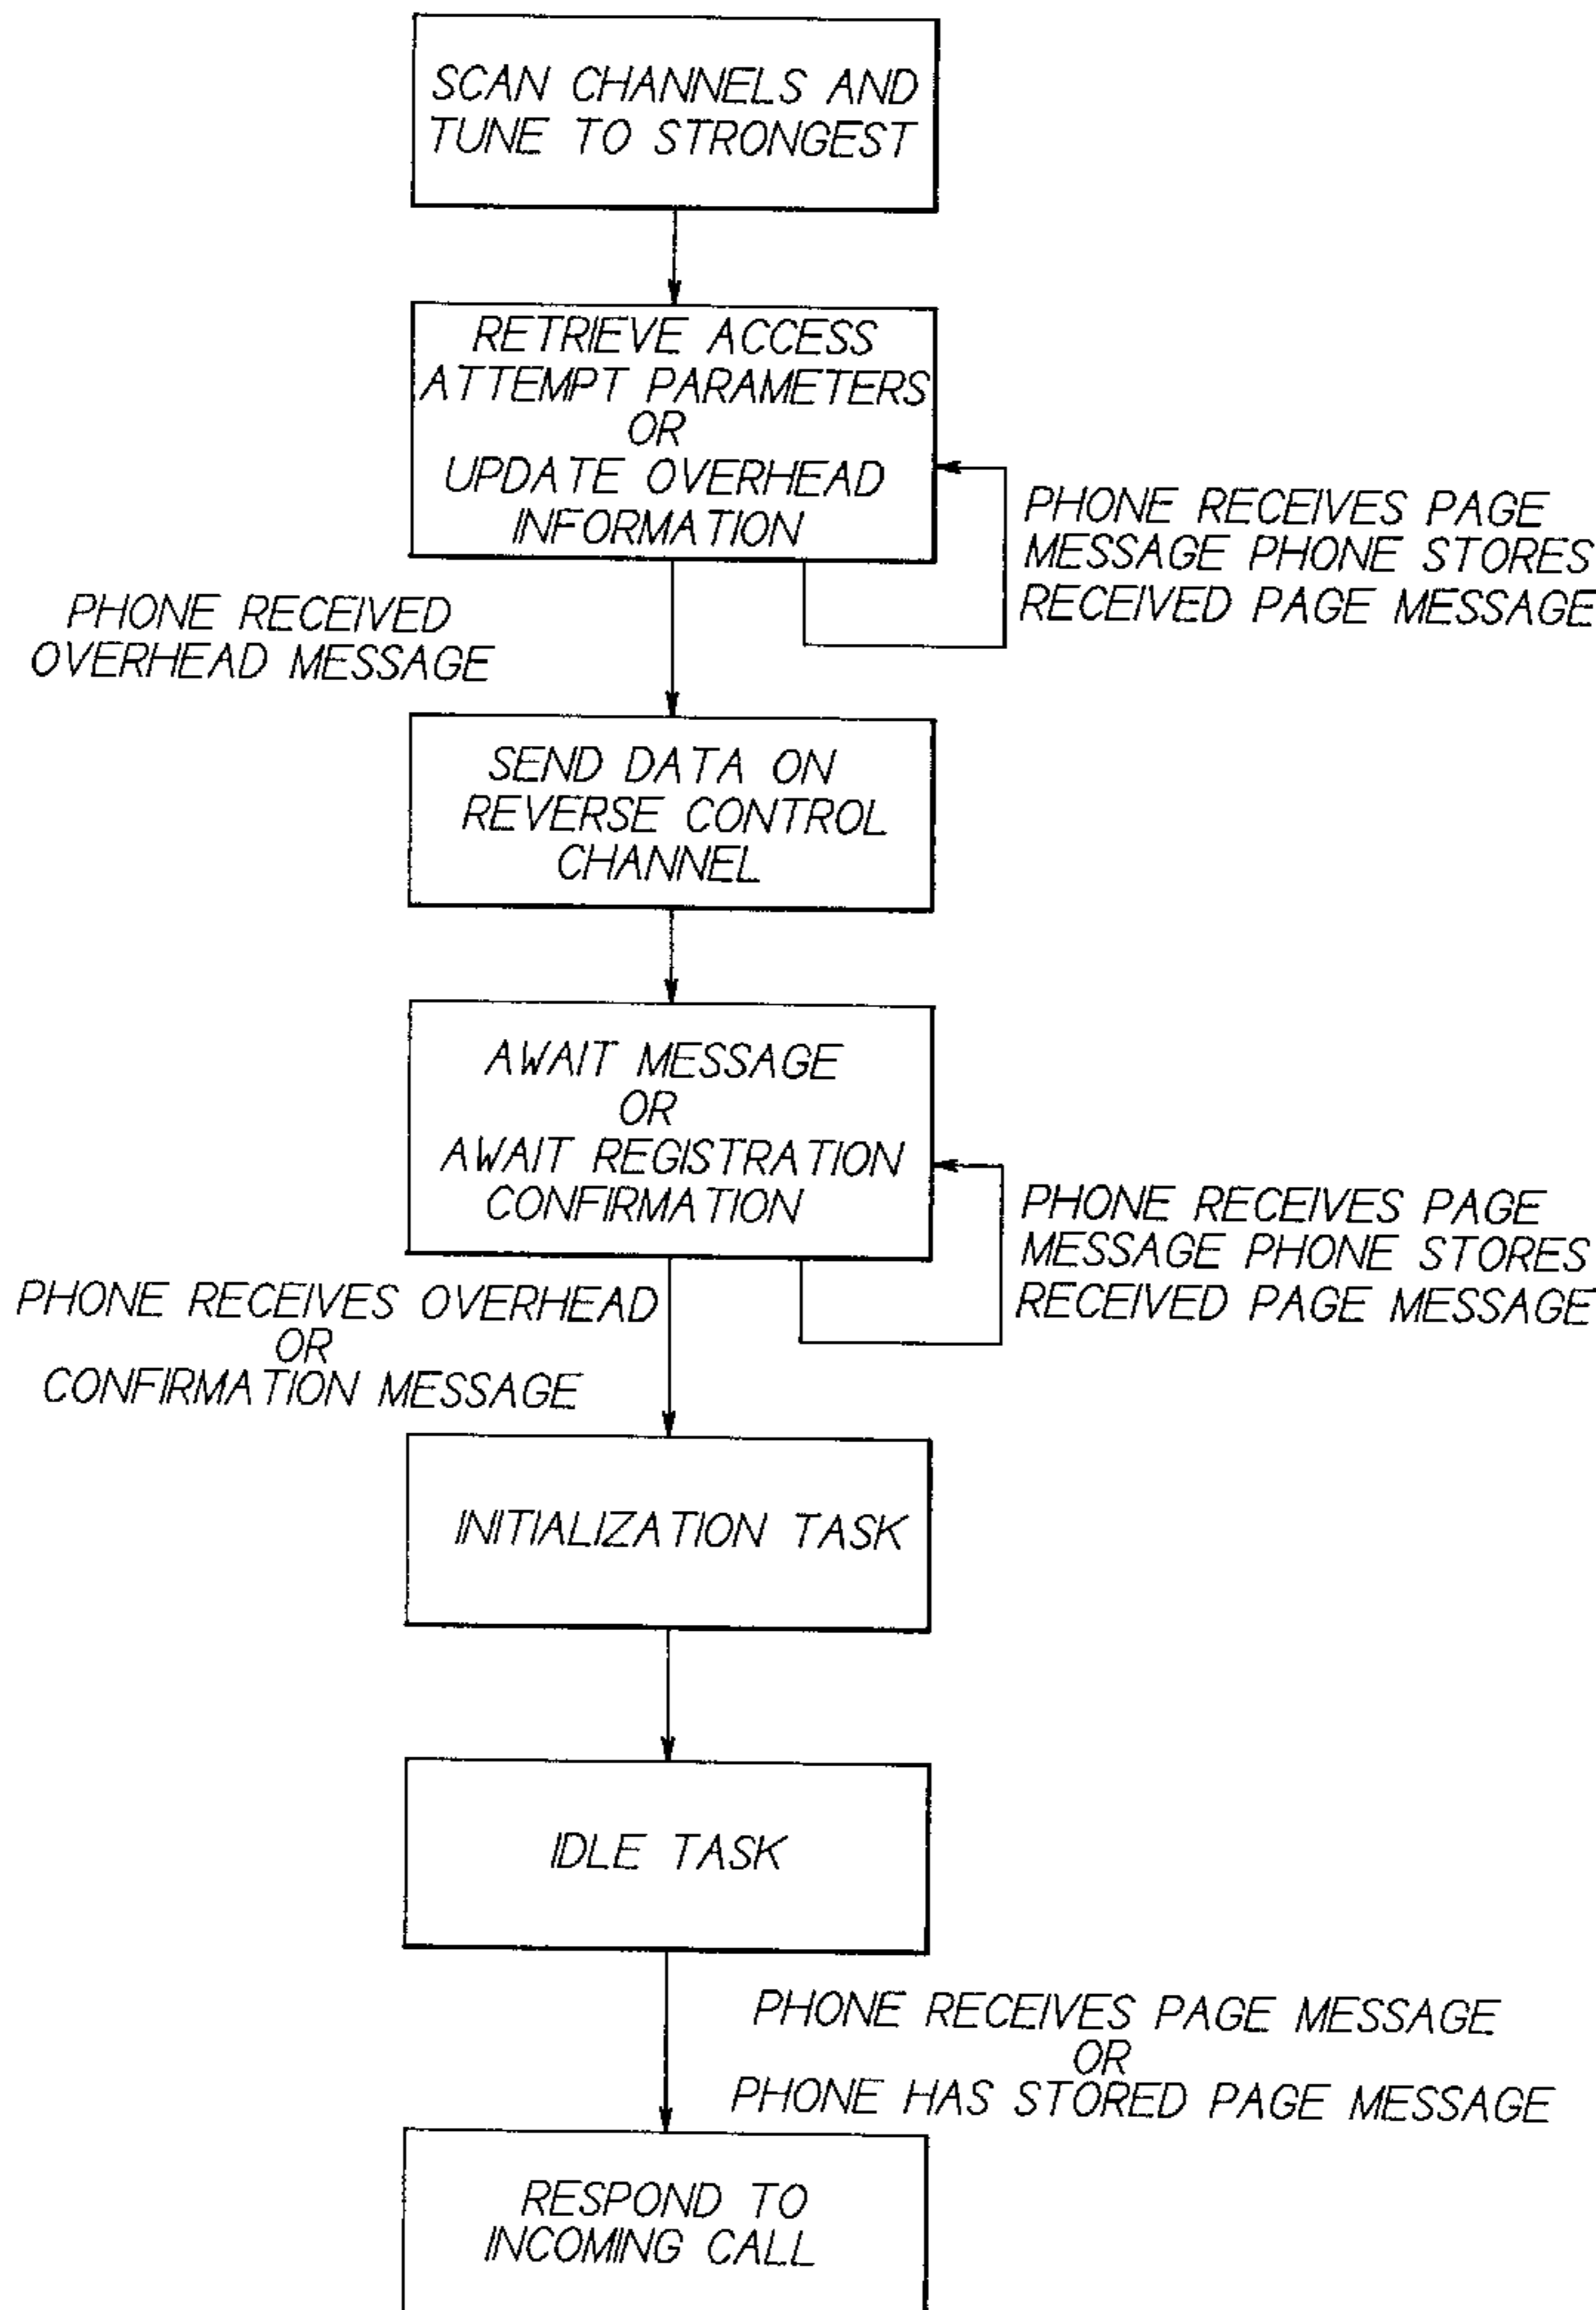 SCAN CHANNELS AND
TUNE TO STRONGEST
RETRIEVE ACCESS
ATTEMPT PARAMETERS
OR
UPDATE OVERHEAD
INFORMATION
PHONE RECEIVES PAGE
MESSAGE PHONE STORES
RECEIVED PAGE MESSAGE
PHONE RECEIVED
OVERHEAD MESSAGE
SEND DATA ON
REVERSE CONTROL
CHANNEL
AWAIT MESSAGE
OR
AWAIT REGISTRATION
CONFIRMATION
PHONE RECEIVES PAGE
MESSAGE PHONE STORES
RECEIVED PAGE MESSAGE
PHONE RECEIVES OVERHEAD
OR
CONFIRMATION MESSAGE
INITIALIZATION TASK
IDLE TASK
PHONE RECEIVES PAGE MESSAGE
OR
PHONE HAS STORED PAGE MESSAGE
RESPOND TO
INCOMING CALL